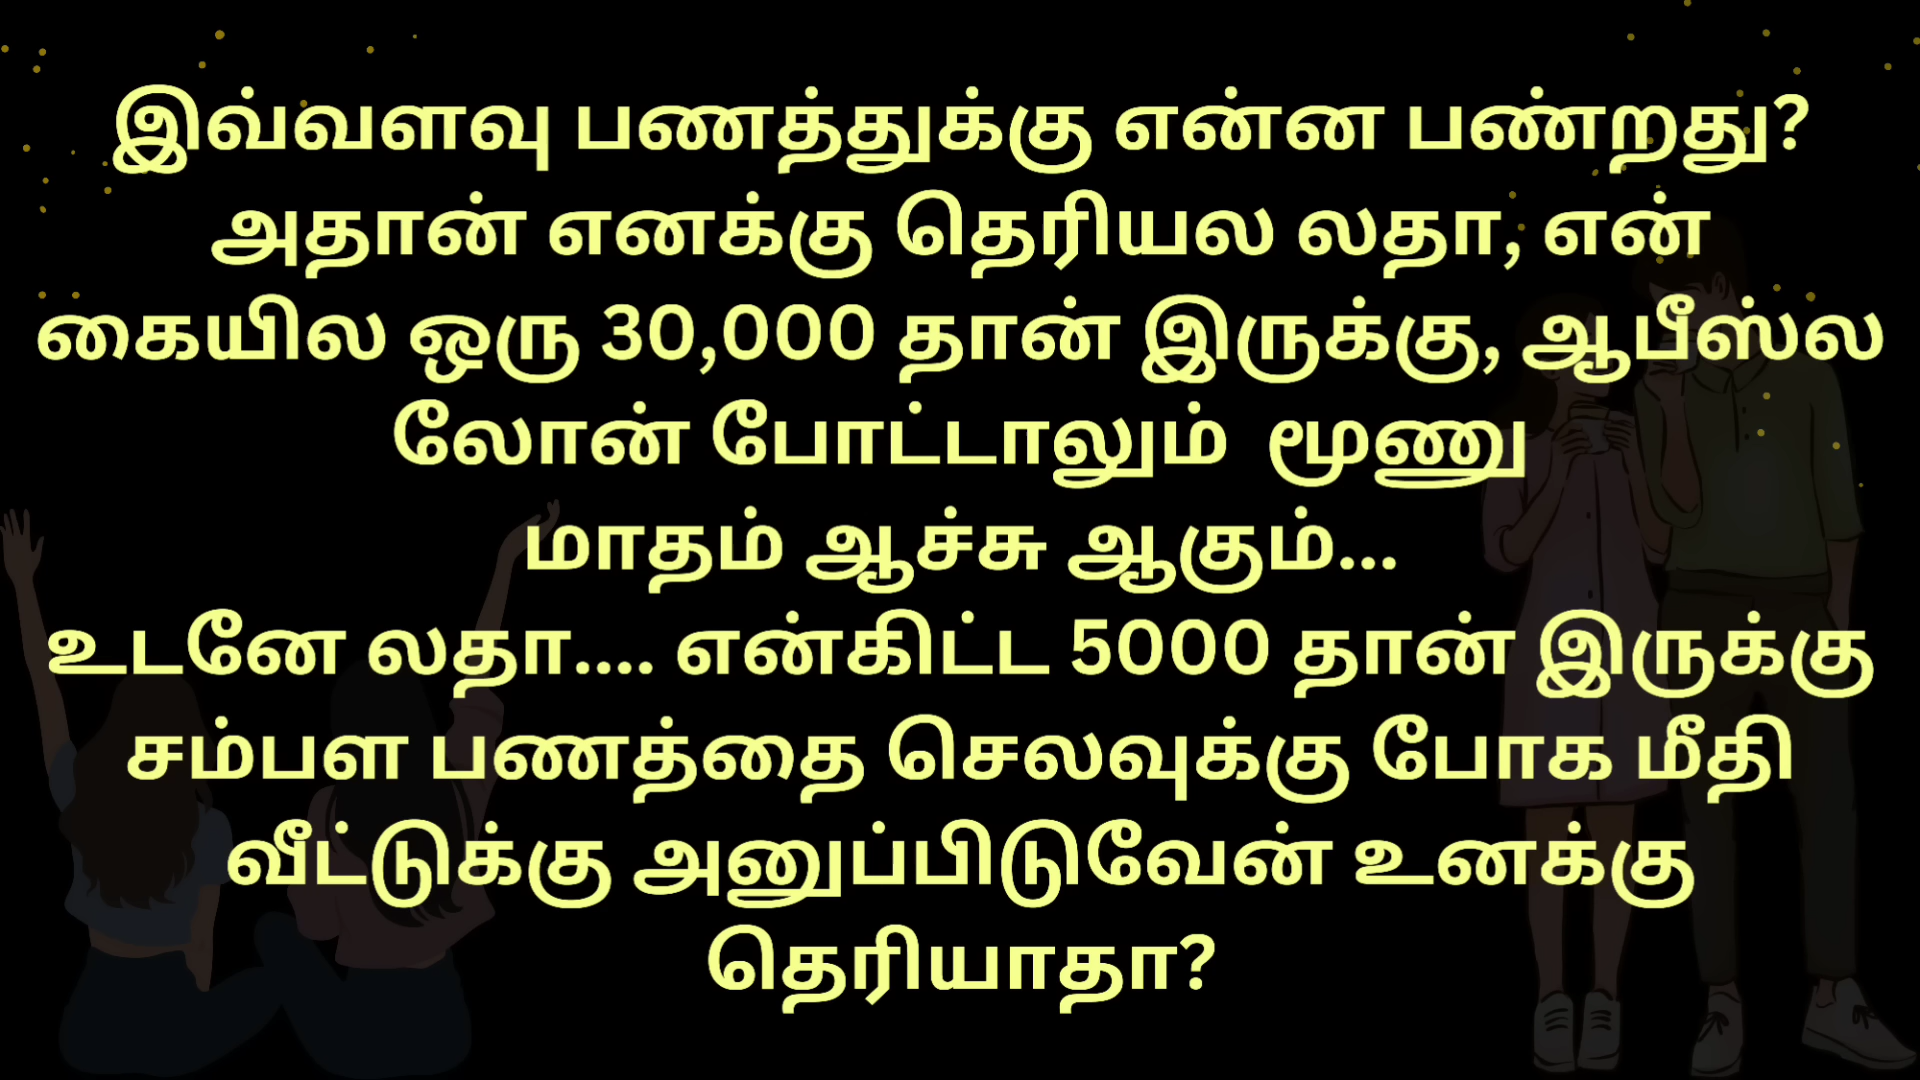 இவ்வளவு பணத்துக்கு என்ன பண்றது?
அதான் எனக்கு தெரியல லதா, என்
கையில ஒரு 30,000 தான் இருக்கு, ஆபீஸ்ல
லோன் போட்டாலும் மூணு
மாதம் ஆச்சு ஆகும்...
உடனே லதா.... என்கிட்ட 5000 தான் இருக்கு
சம்பள பணத்தை செலவுக்கு போக மீதி
வீட்டுக்கு அனுப்பிடுவேன் உனக்கு
தெரியாதா?